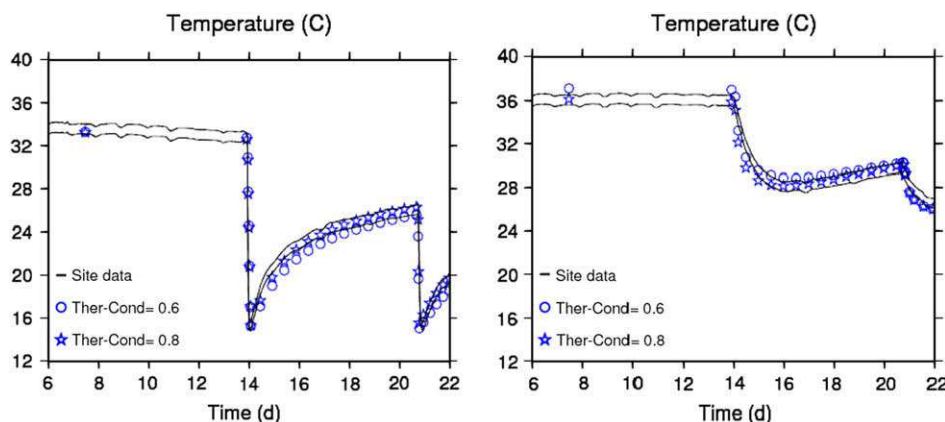 Temperature (C)
40
36
32
28
24
20
16
12
– Site data
Ther-Cond= 0.6
Ther-Cond= 0.8
6 8 10 12 14 16 18 20 22
Time (d)
Temperature (C)
40
36
32
28
24
20
16
12
– Site data
Ther-Cond= 0.6
Ther-Cond= 0.8
6 8 10 12 14 16 18 20 22
Time (d)